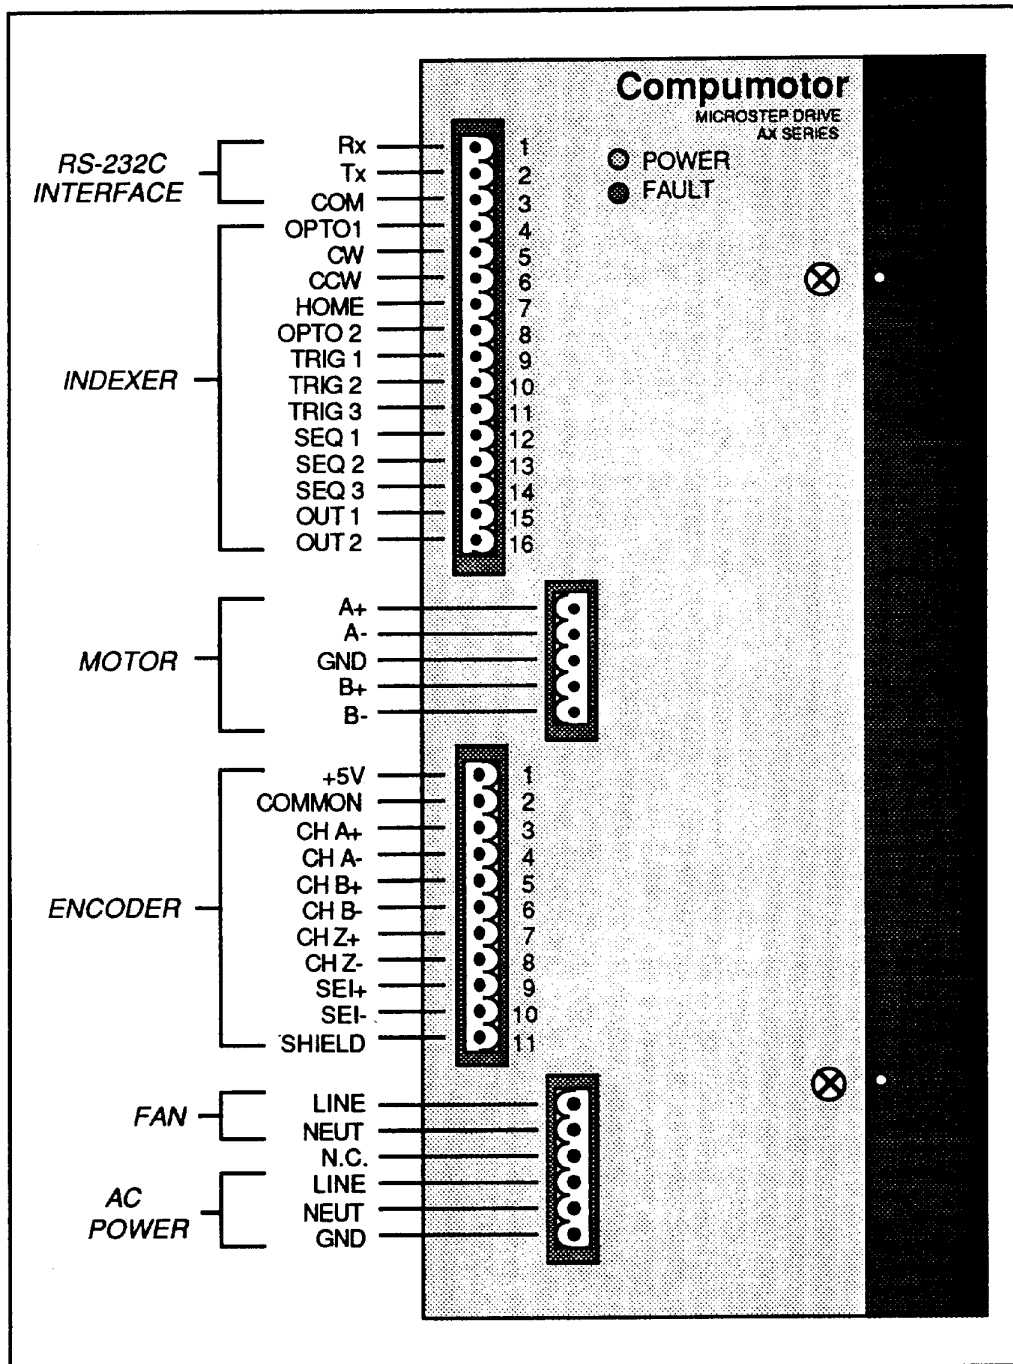 Compumotor
MICROSTEP DRIVE
AX SERIES
POWER
FAULT
RS-232C
INTERFACE
Rx 1
Tx 2
COM 3
INDEXER
OPTO1 4
CW 5
CCW 6
HOME 7
OPTO 2 8
TRIG 1 9
TRIG 2 10
TRIG 3 11
SEQ 1 12
SEQ 2 13
SEQ 3 14
OUT 1 15
OUT 2 16
MOTOR
A+
A-
GND
B+
B-
ENCODER
+5V 1
COMMON 2
CH A+ 3
CH A- 4
CH B+ 5
CH B- 6
CH Z+ 7
CH Z- 8
SEI+ 9
SEI- 10
SHIELD 11
FAN
LINE
NEUT
N.C.
AC
POWER
LINE
NEUT
GND